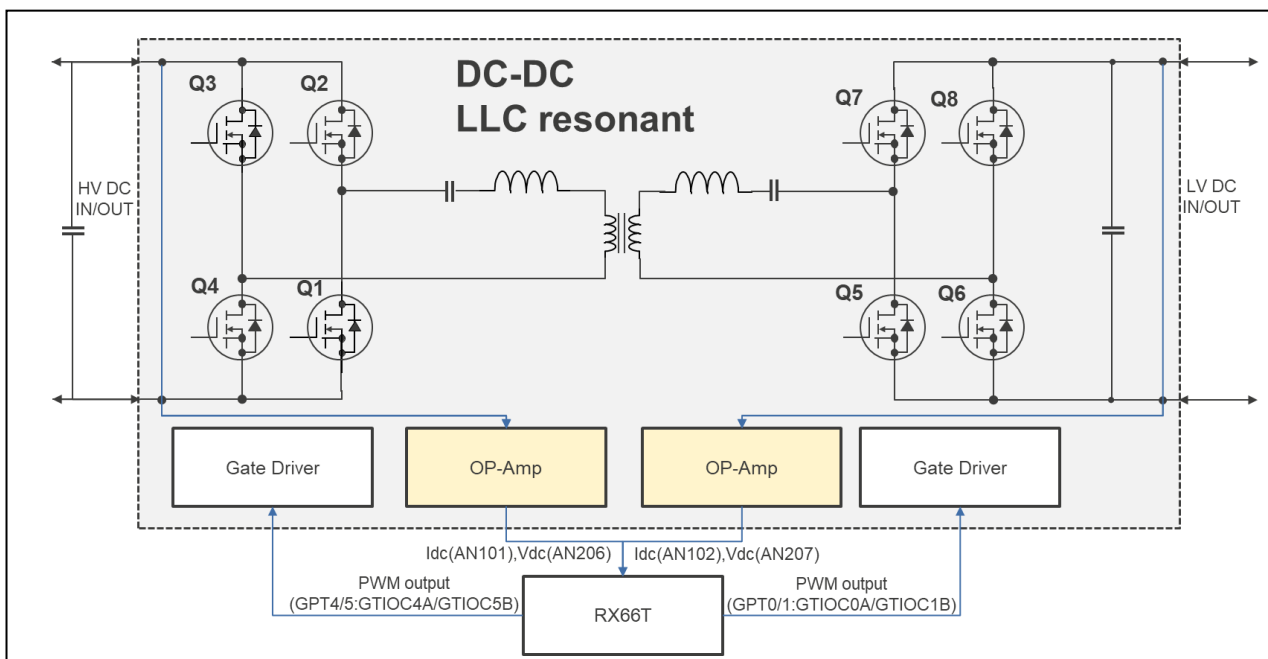 DC-DC
LLC resonant
Q3
Q2
Q7
Q8
HV DC
IN/OUT
LV DC
IN/OUT
Q4
Q1
Q5
Q6
Gate Driver
OP-Amp
OP-Amp
Gate Driver
Idc(AN101),Vdc(AN206)
Idc(AN102),Vdc(AN207)
PWM output
(GPT4/5:GTIOC4A/GTIOC5B)
RX66T
PWM output
(GPT0/1:GTIOC0A/GTIOC1B)